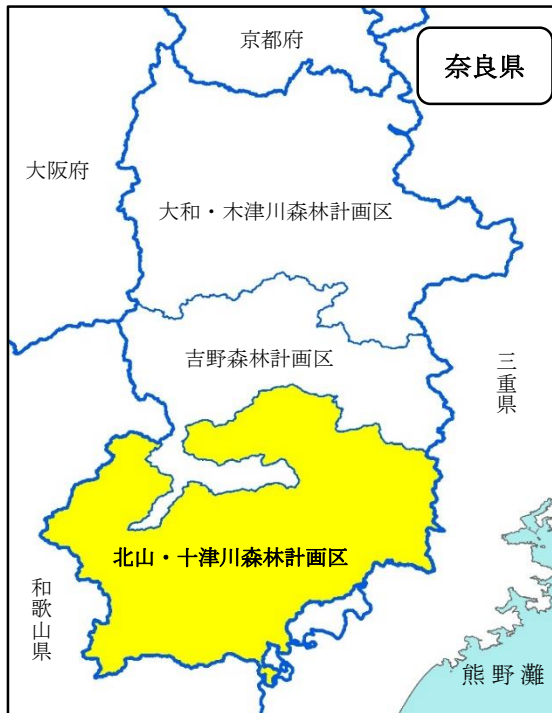 京都府
奈良県
大阪府
大和・木津川森林計画区
吉野森林計画区
三重県
北山・十津川森林計画区
和歌山県
熊野灘